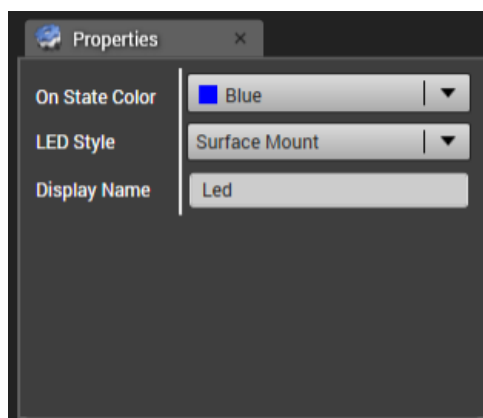 Properties
On State Color Blue
LED Style Surface Mount
Display Name Led